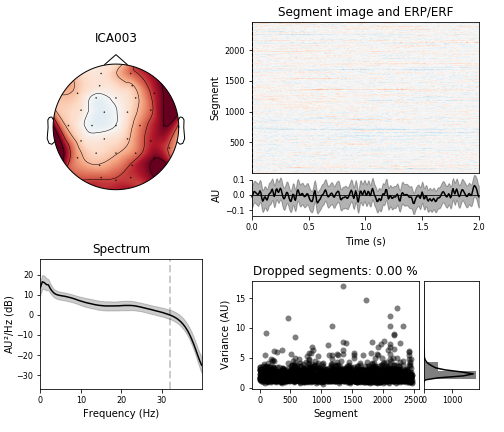 Segment image and ERP/ERF
ICA003
2000
1500
1000
500
Segment
0.1
0.0
−0.1
AU
0.0 0.5 1.0 1.5 2.0
Time (s)
Spectrum
20
10
0
−10
−20
−30
AU²/Hz (dB)
0 10 20 30
Frequency (Hz)
Dropped segments: 0.00 %
15
10
5
0
Variance (AU)
0 500 1000 1500 2000 2500
Segment
0 1000